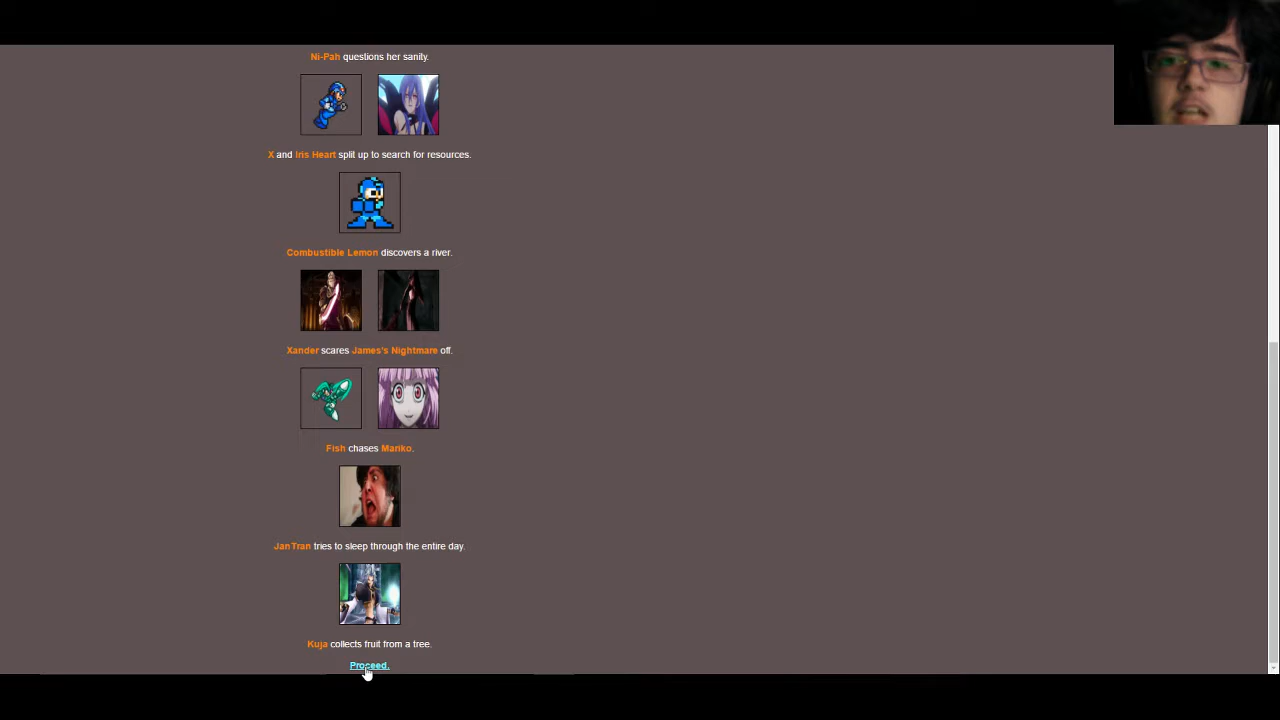 Ni-Pah questions her sanity.
X and Iris Heart split up to search for resources.
Combustible Lemon discovers a river.
Xander scares James's Nightmare off.
Fish chases Mariko.
JanTran tries to sleep through the entire day.
Kuja collects fruit from a tree.
Proceed.